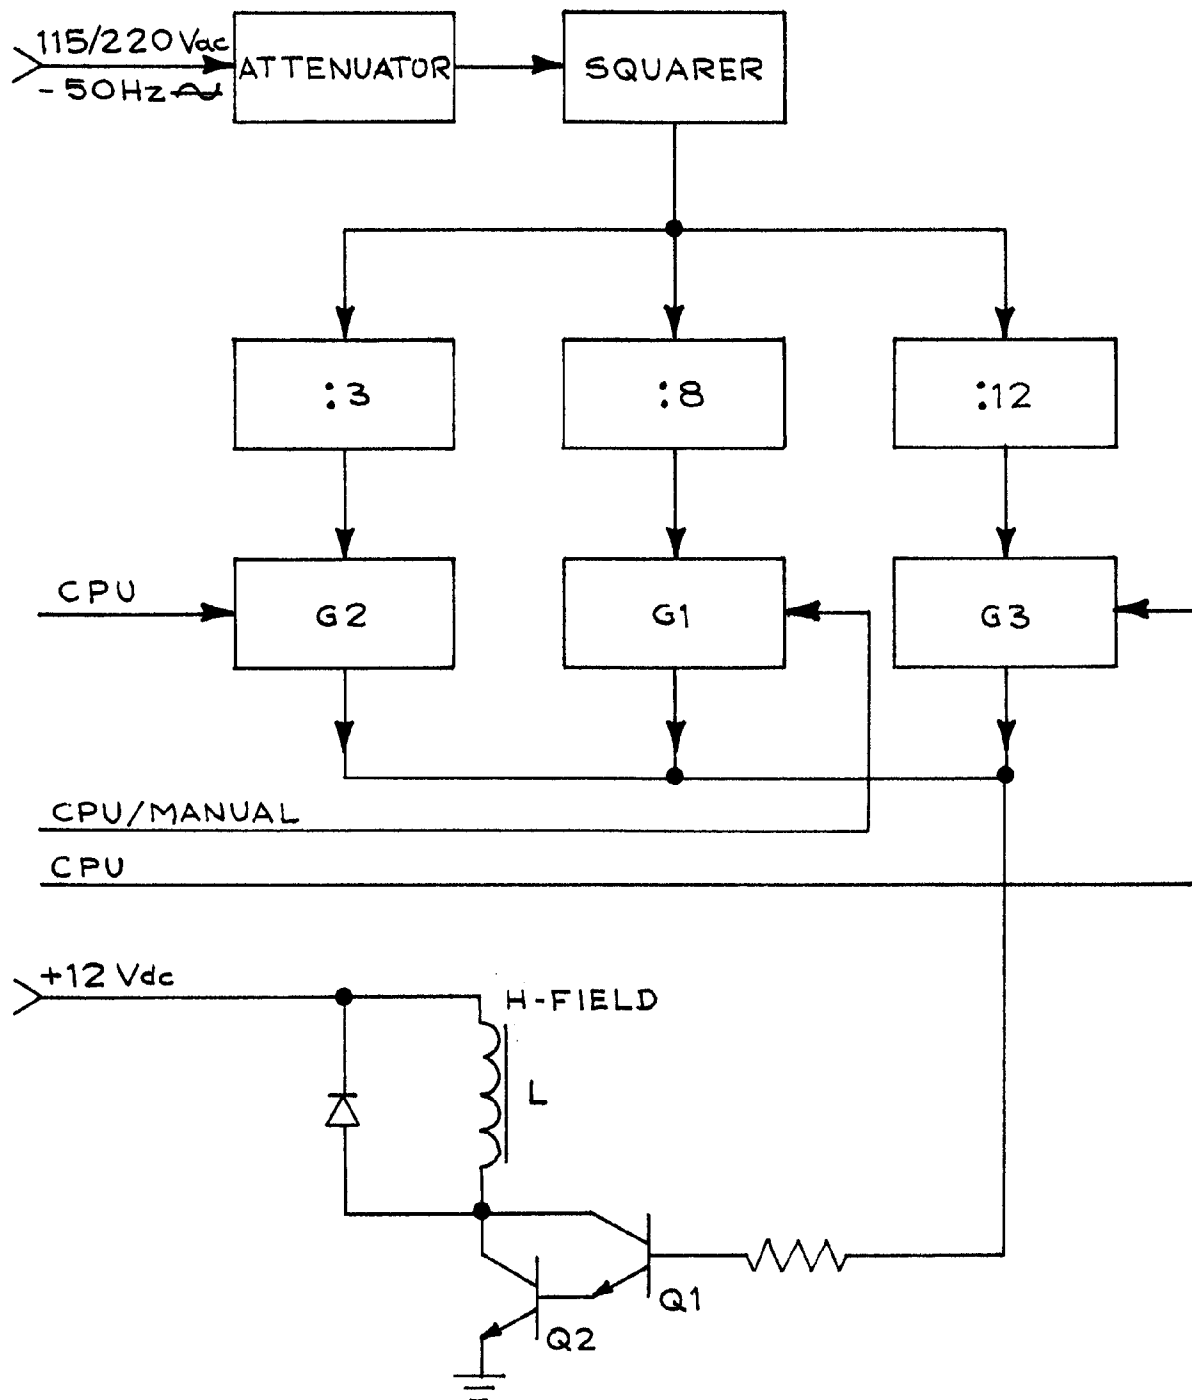 115/220 Vac
- 50Hz
ATTENUATOR
SQUARER
:3
:8
:12
CPU
G2
G1
G3
CPU/MANUAL
CPU
+12 Vdc
H-FIELD
L
Q1
Q2